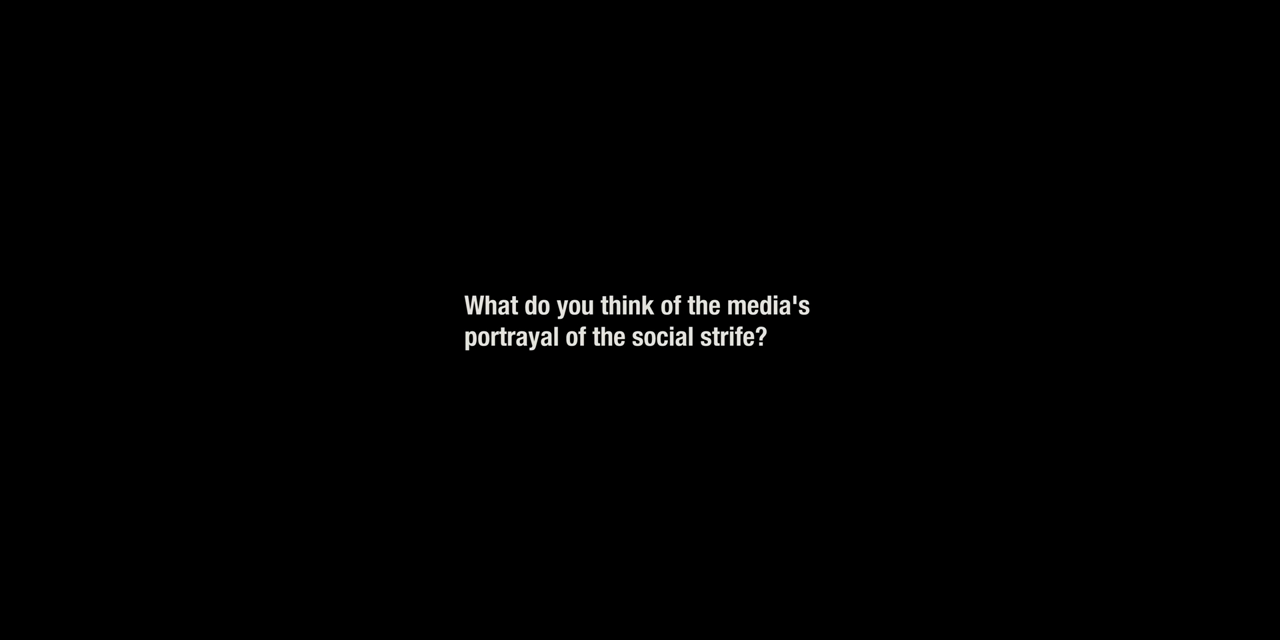 What do you think of the media's
portrayal of the social strife?